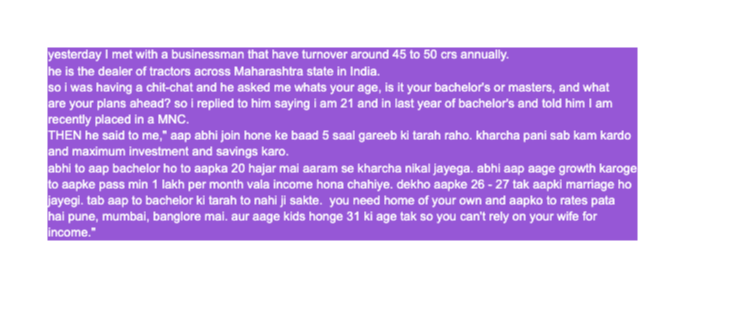 yesterday I met with a businessman that have turnover around 45 to 50 crs annually.
he is the dealer of tractors across Maharashtra state in India.
so i was having a chit-chat and he asked me whats your age, is it your bachelor's or masters, and what
are your plans ahead? so i replied to him saying i am 21 and in last year of bachelor's and told him I am
recently placed in a MNC.
THEN he said to me," aap abhi join hone ke baad 5 saal gareeb ki tarah raho. kharcha pani sab kam kardo
and maximum investment and savings karo.
abhi to aap bachelor ho to aapka 20 hajar mai aaram se kharcha nikal jayega. abhi aap aage growth karoge
to aapke pass min 1 lakh per month vala income hona chahiye. dekho aapke 26 - 27 tak aapki marriage ho
jayegi. tab aap to bachelor ki tarah to nahi ji sakte.  you need home of your own and aapko to rates pata
hai pune, mumbai, banglore mai. aur aage kids honge 31 ki age tak so you can't rely on your wife for
income."